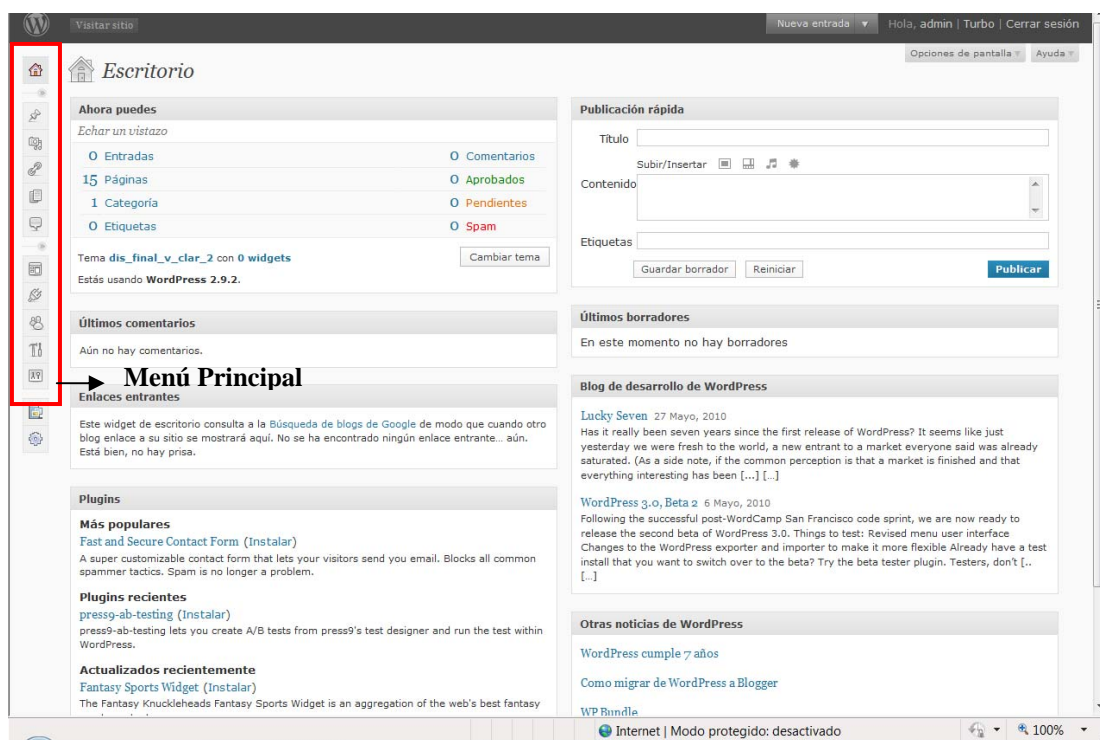 Visitar sitio
Nueva entrada
Hola, admin | Turbo | Cerrar sesión
Opciones de pantalla
Ayuda
Escritorio
Ahora puedes
Echar un vistazo
0 Entradas
0 Comentarios
15 Páginas
0 Aprobados
1 Categoría
0 Pendientes
0 Etiquetas
0 Spam
Tema dis_final_v_clar_2 con 0 widgets
Cambiar tema
Estás usando WordPress 2.9.2.
Últimos comentarios
Aún no hay comentarios.
Menú Principal
Enlaces entrantes
Este widget de escritorio consulta a la Búsqueda de blogs de Google de modo que cuando otro
blog enlace a su sitio se mostrará aquí. No se ha encontrado ningún enlace entrante... aún.
Está bien, no hay prisa.
Plugins
Más populares
Fast and Secure Contact Form (Instalar)
A super customizable contact form that lets your visitors send you email. Blocks all common
spammer tactics. Spam is no longer a problem.
Plugins recientes
press9-ab-testing (Instalar)
press9-ab-testing lets you create A/B tests from press9's test designer and run the test within
WordPress.
Actualizados recientemente
Fantasy Sports Widget (Instalar)
The Fantasy Knuckleheads Fantasy Sports Widget is an aggregation of the web's best fantasy
Publicación rápida
Título
Subir/Insertar
Contenido
Etiquetas
Guardar borrador
Reiniciar
Publicar
Últimos borradores
En este momento no hay borradores
Blog de desarrollo de WordPress
Lucky Seven 27 Mayo, 2010
Has it really been seven years since the first release of WordPress? It seems like just
yesterday we were fresh to the world, a new entrant to a market everyone said was already
saturated. (As a side note, if the common perception is that a market is finished and that
everything interesting has been [...] […]
WordPress 3.0, Beta 2 6 Mayo, 2010
Following the successful post-WordCamp San Francisco code sprint, we are now ready to
release the second beta of WordPress 3.0. Things to test: Revised menu user interface
Changes to the WordPress exporter and importer to make it more flexible Already have a test
install that you want to switch over to the beta? Try the beta tester plugin. Testers, don't [..
[…]
Otras noticias de WordPress
WordPress cumple 7 años
Como migrar de WordPress a Blogger
WP Bundle
Internet | Modo protegido: desactivado
100%